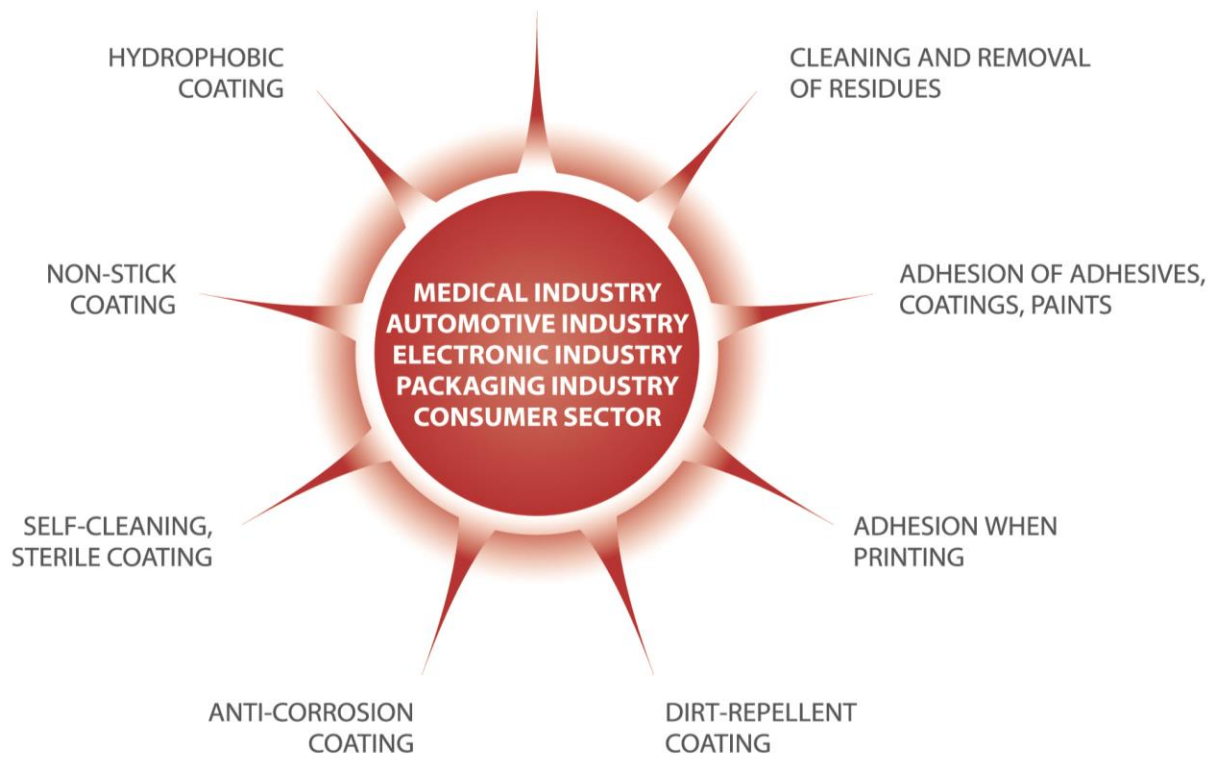 HYDROPHOBIC
COATING
CLEANING AND REMOVAL
OF RESIDUES
NON-STICK
COATING
ADHESION OF ADHESIVES,
COATINGS, PAINTS
MEDICAL INDUSTRY
AUTOMOTIVE INDUSTRY
ELECTRONIC INDUSTRY
PACKAGING INDUSTRY
CONSUMER SECTOR
SELF-CLEANING,
STERILE COATING
ADHESION WHEN
PRINTING
ANTI-CORROSION
COATING
DIRT-REPELLENT
COATING